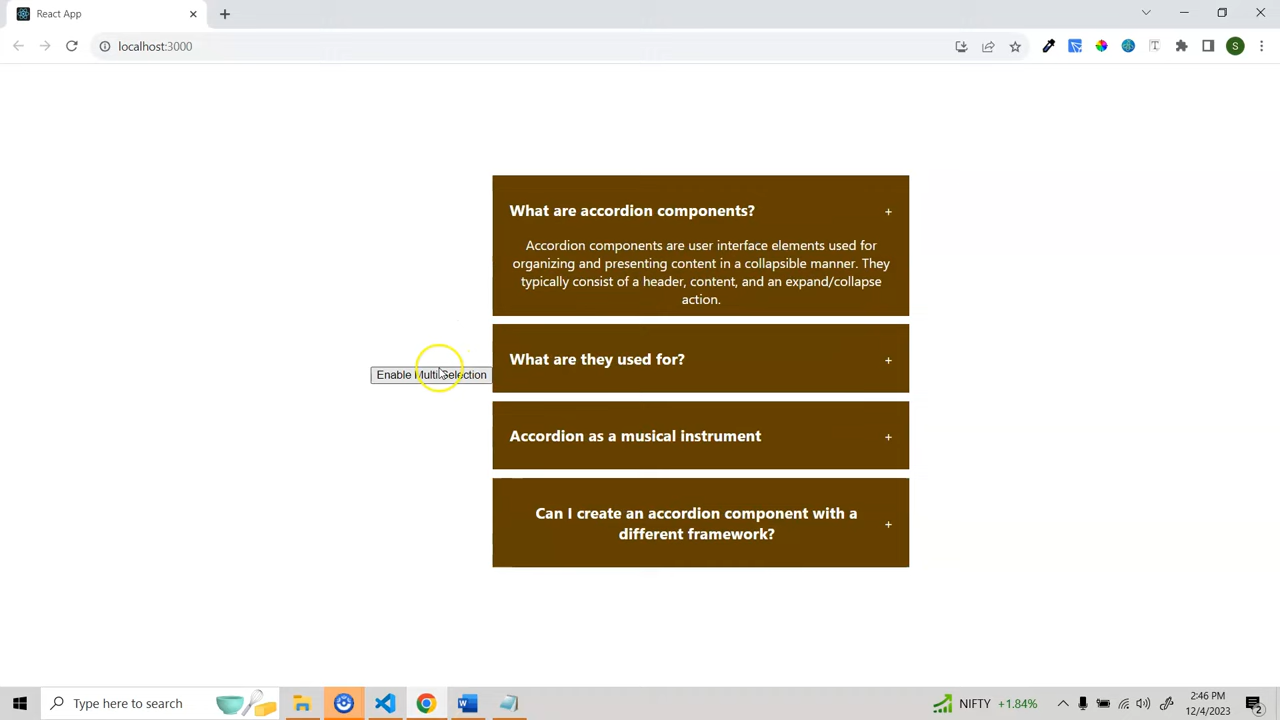 React App
localhost:3000
S
What are accordion components?
+
Accordion components are user interface elements used for
organizing and presenting content in a collapsible manner. They
typically consist of a header, content, and an expand/collapse
action.
What are they used for?
+
Enable Multi Selection
Accordion as a musical instrument
+
Can I create an accordion component with a
different framework?
+
Type here to search
NIFTY +1.84%
2:46 PM
12/4/2023
2